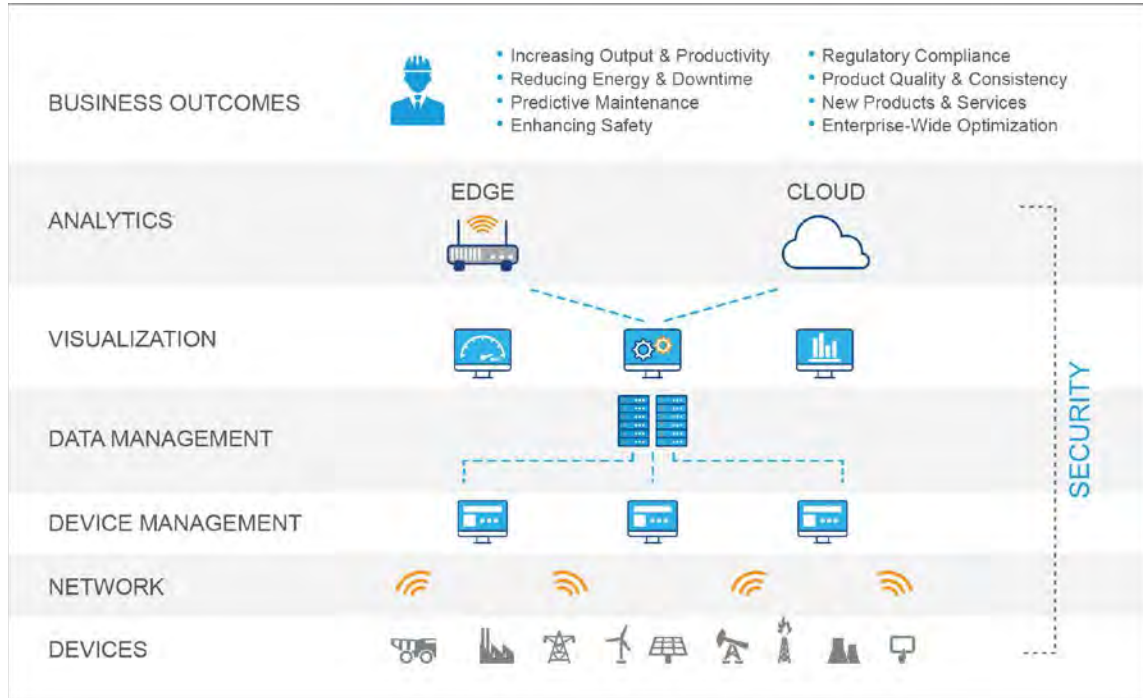 BUSINESS OUTCOMES
• Increasing Output & Productivity
• Reducing Energy & Downtime
• Predictive Maintenance
• Enhancing Safety
• Regulatory Compliance
• Product Quality & Consistency
• New Products & Services
• Enterprise-Wide Optimization
ANALYTICS
EDGE
CLOUD
VISUALIZATION
DATA MANAGEMENT
DEVICE MANAGEMENT
NETWORK
DEVICES
SECURITY